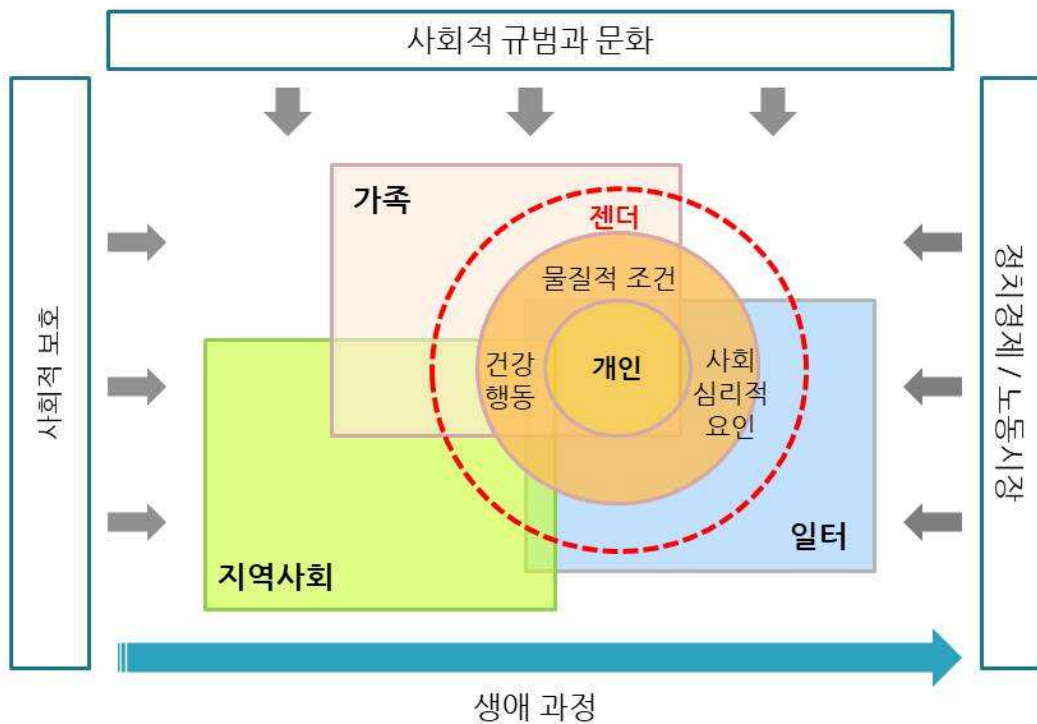 사회적 규범과 문화
사회적 보호
정치경제 / 노동시장
가족
젠더
물질적 조건
건강
행동
개인
사회
심리적
요인
일터
지역사회
생애 과정